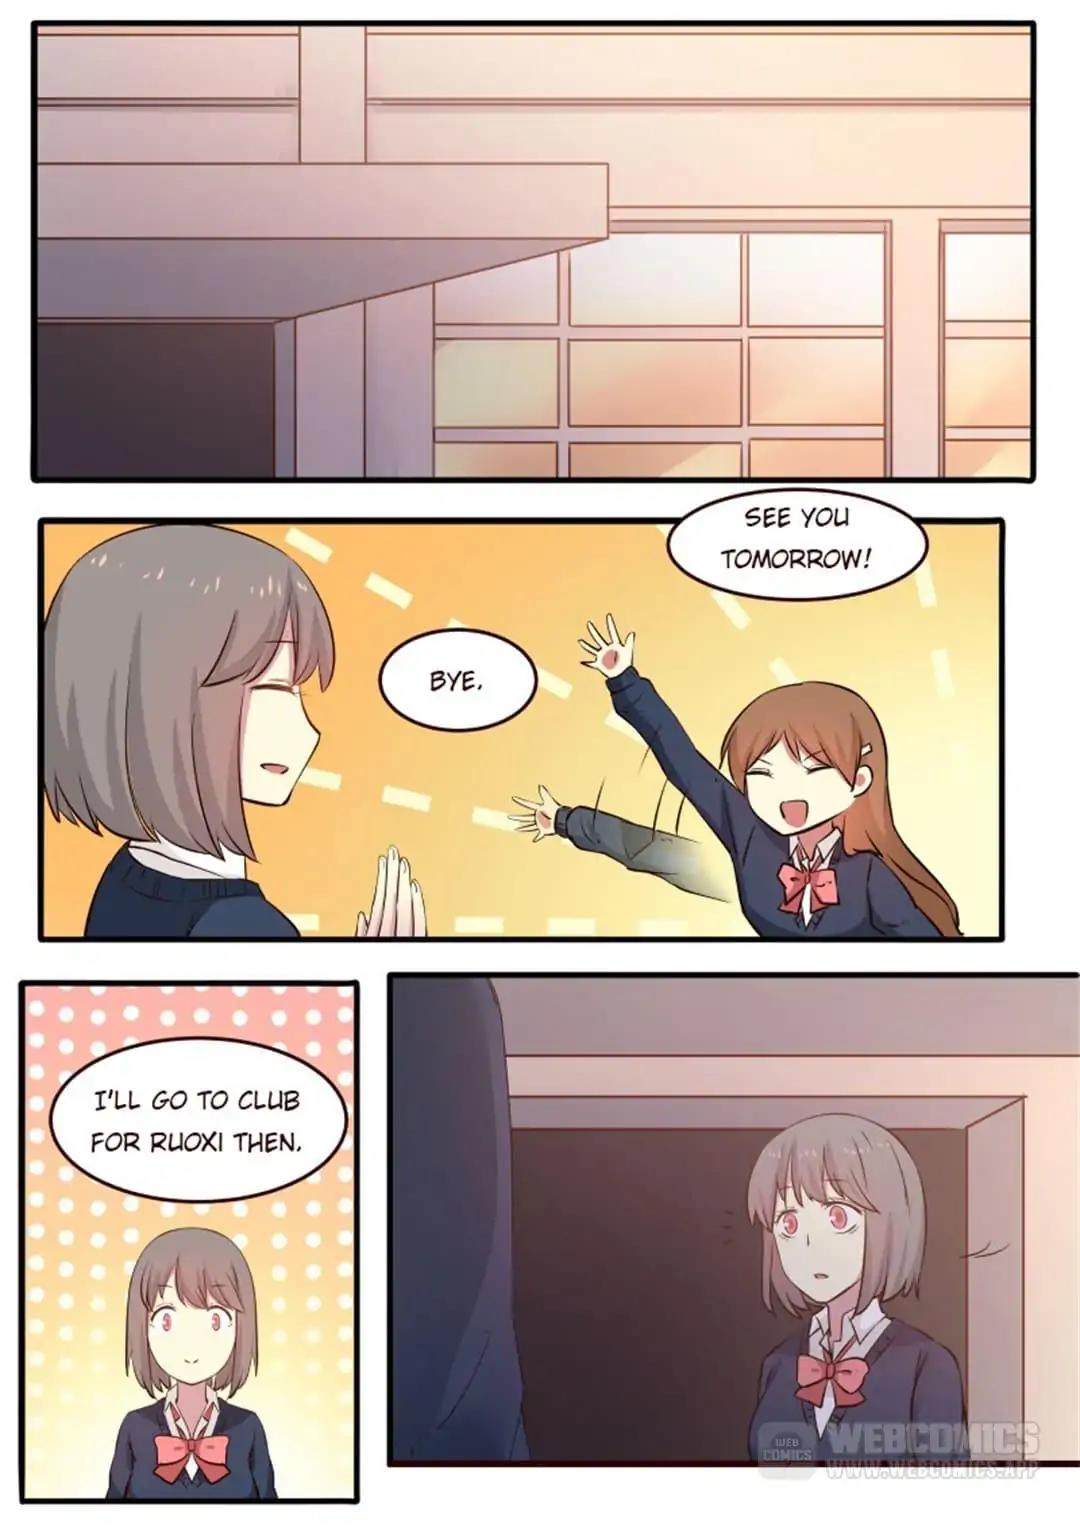 SEE YOU
TOMORROW!
BYE.
I'LL GO TO CLUB
FOR RUOXI THEN.
WEB
COMICS
WEBCOMICS
WWW.WEBCOMICS.APP